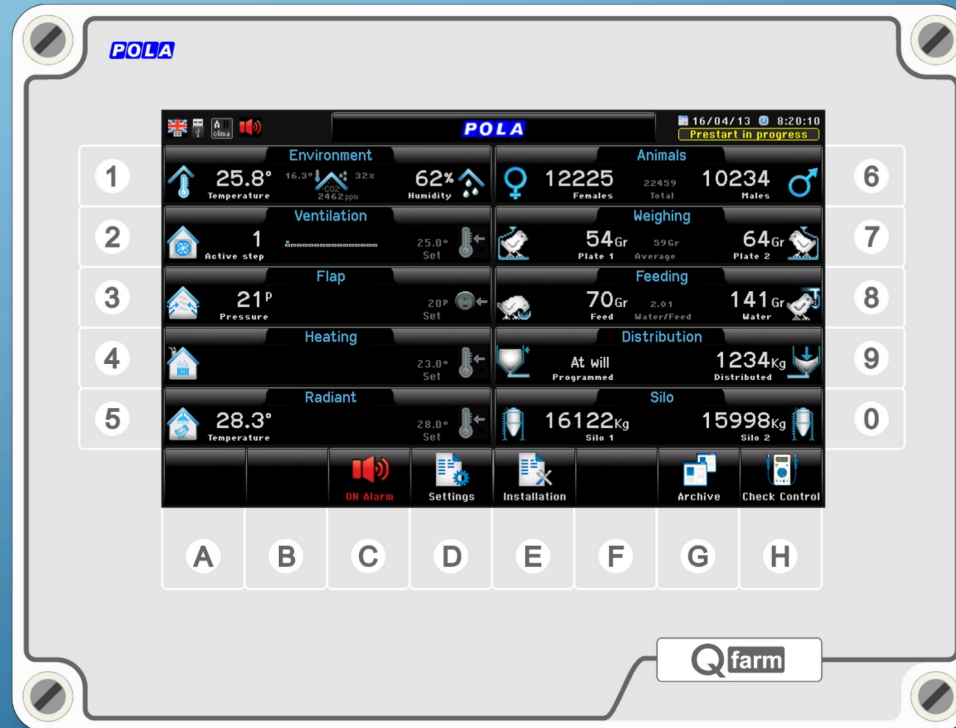 POLA
A
clima
POLA
16/04/13 8:20:10
Prestart in progress
Environment
25.8°
Temperature
16.3° 32%
CO2
2462ppm
62%
Humidity
Animals
12225
Females
22459
Total
10234
Males
Ventilation
1
Active step
25.0°
Set
Weighing
54Gr
Plate 1
59Gr
Average
64Gr
Plate 2
Flap
21P
Pressure
20P
Set
Feeding
70Gr
Feed
2.01
Water/Feed
141Gr
Water
Heating
23.0°
Set
Distribution
At will
Programmed
1234Kg
Distributed
Radiant
28.3°
Temperature
28.0°
Set
Silo
16122Kg
Silo 1
15998Kg
Silo 2
ON Alarm
Settings
Installation
Archive
Check Control
1
2
3
4
5
6
7
8
9
0
A B C D E F G H
Q farm